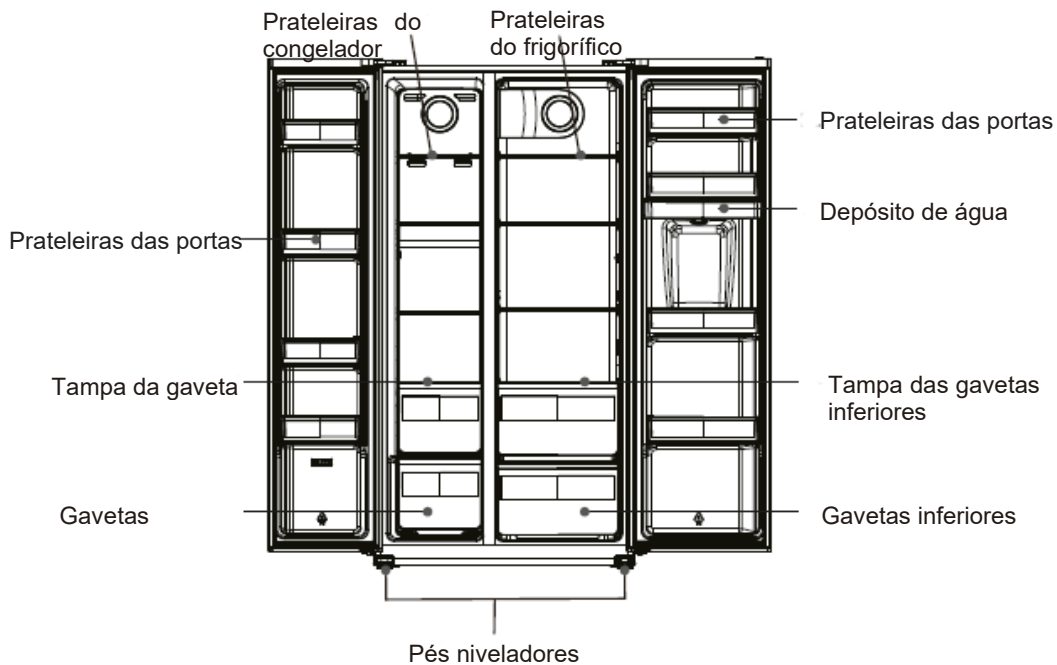 Prateleiras do
congelador
Prateleiras
do frigorífico
Prateleiras das portas
Depósito de água
Prateleiras das portas
Tampa da gaveta
Tampa das gavetas
inferiores
Gavetas
Gavetas inferiores
Pés niveladores